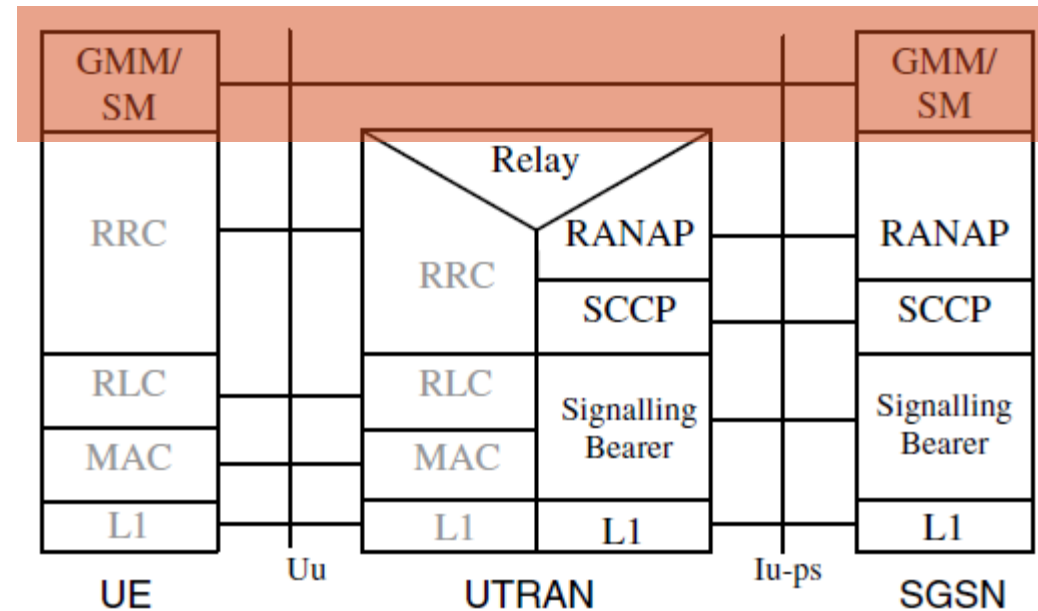 GMM/
SM
GMM/
SM
Relay
RRC
RRC
RANAP
RANAP
SCCP
SCCP
RLC
RLC
Signalling
Bearer
Signalling
Bearer
MAC
MAC
L1
L1
L1
L1
Uu
Iu-ps
UE
UTRAN
SGSN